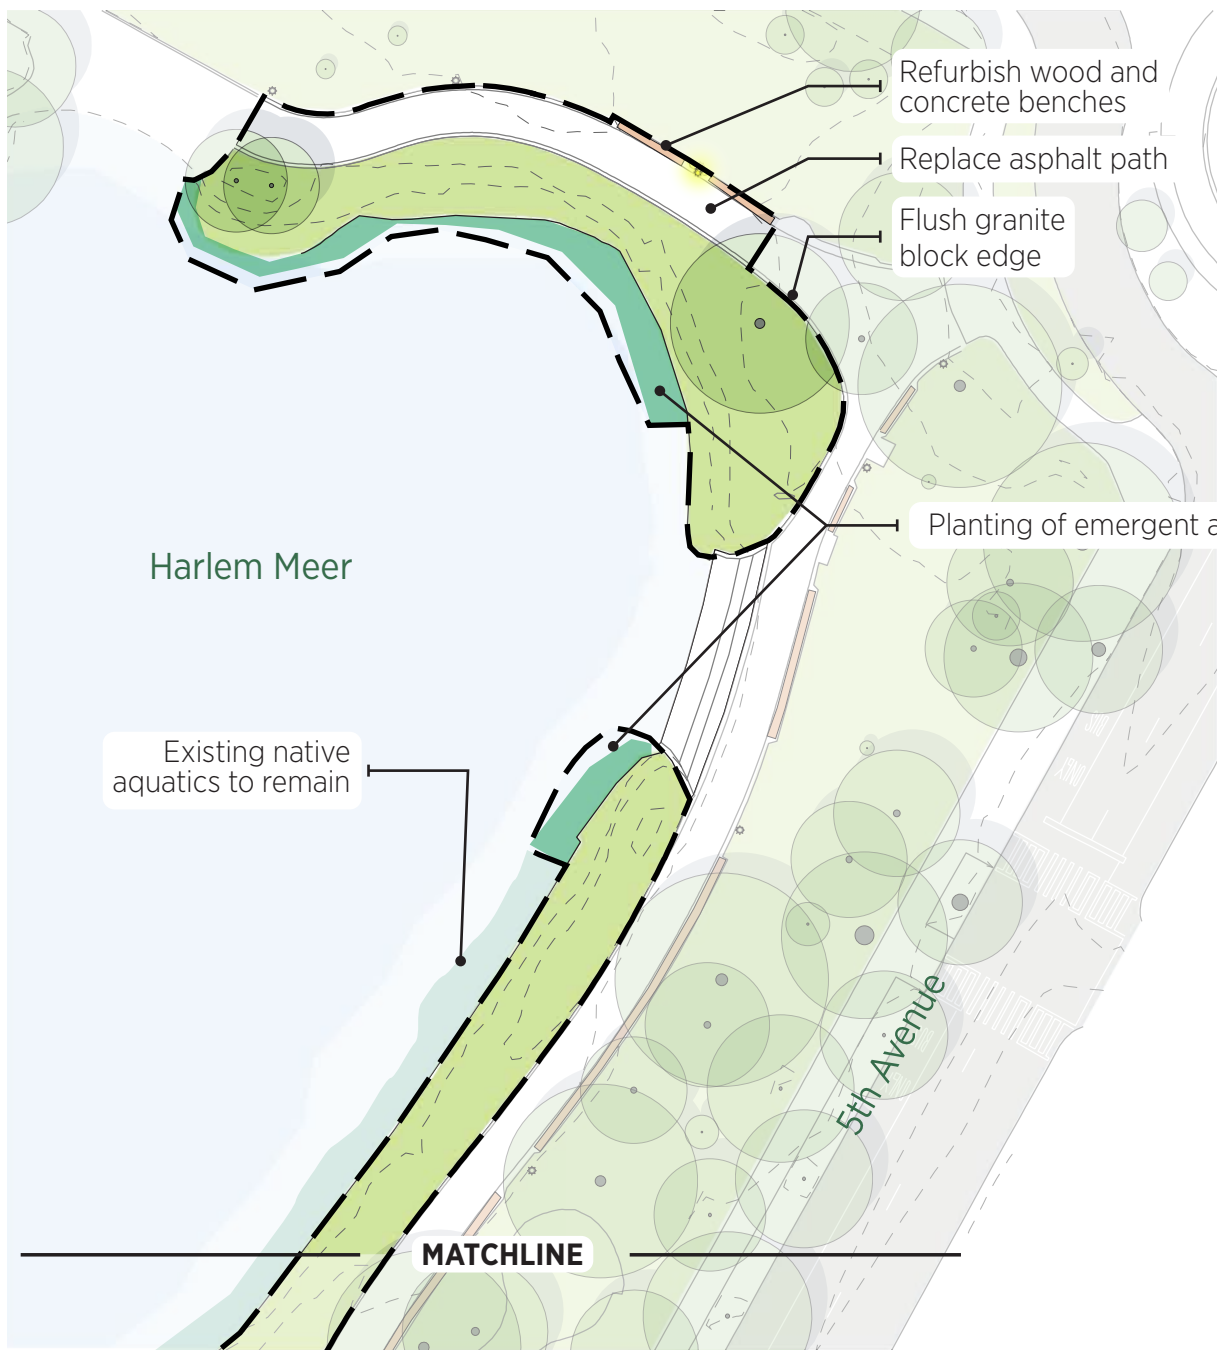 Refurbish wood and
concrete benches
Replace asphalt path
Flush granite
block edge
Planting of emergent a
Harlem Meer
Existing native
aquatics to remain
5th Avenue
MATCHLINE